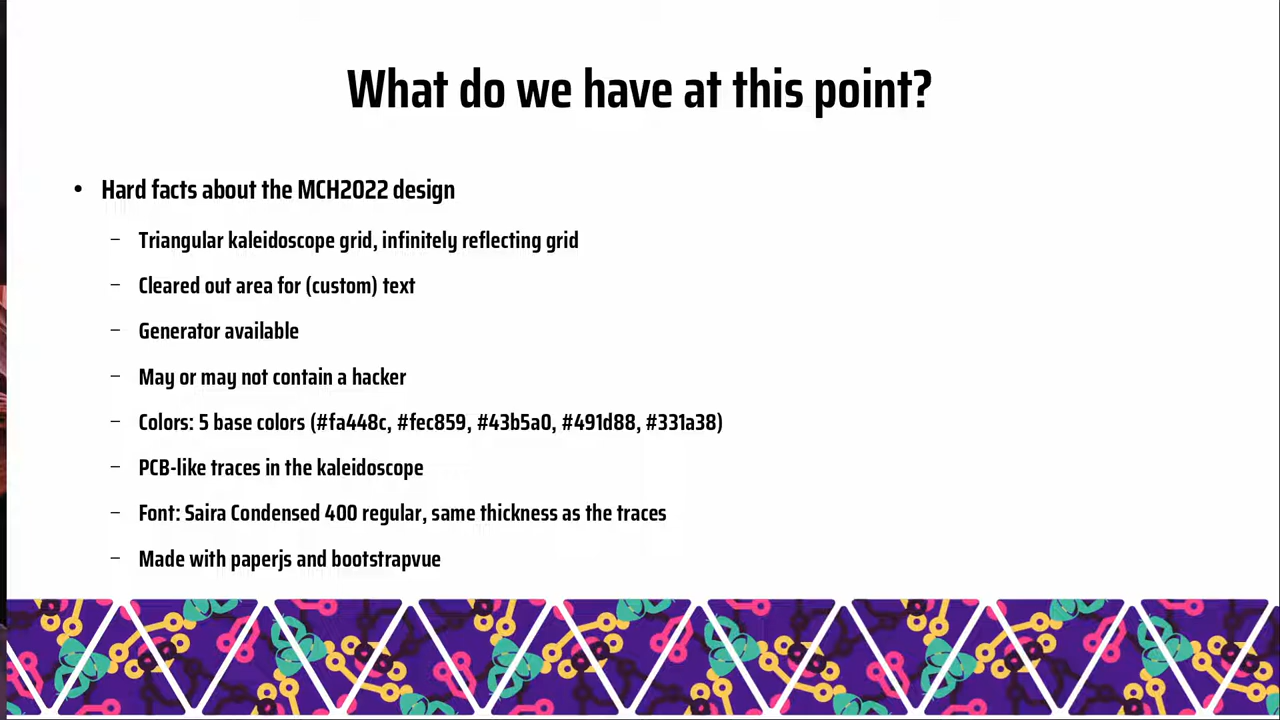 What do we have at this point?
• Hard facts about the MCH2022 design
– Triangular kaleidoscope grid, infinitely reflecting grid
– Cleared out area for (custom) text
– Generator available
– May or may not contain a hacker
– Colors: 5 base colors (#fa448c, #fec859, #43b5a0, #491d88, #331a38)
– PCB-like traces in the kaleidoscope
– Font: Saira Condensed 400 regular, same thickness as the traces
– Made with paperjs and bootstrapvue